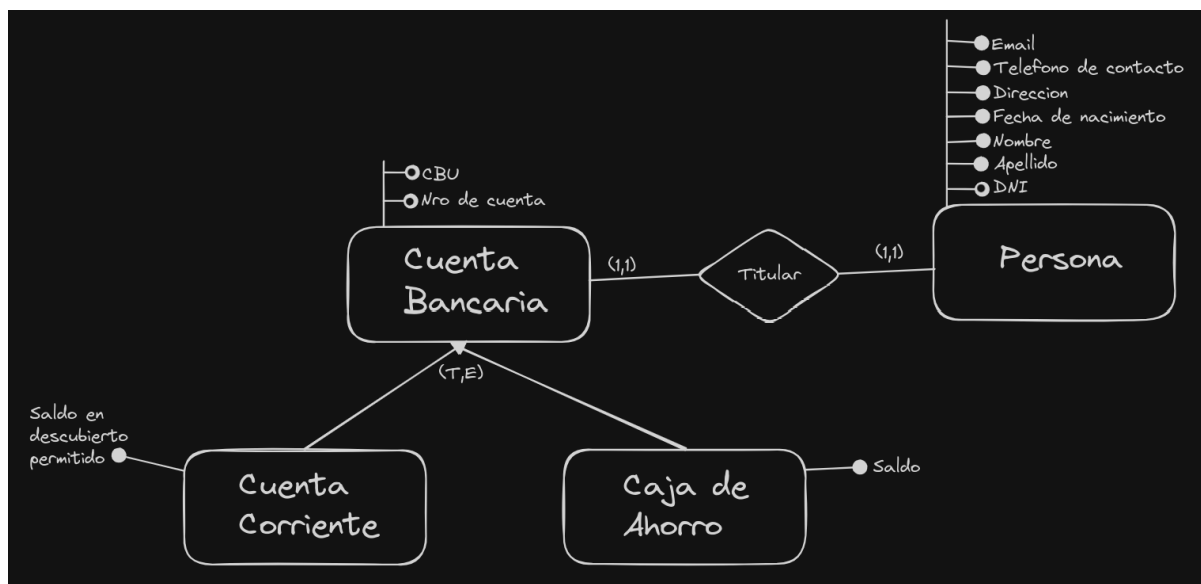 Email
Telefono de contacto
Direccion
Fecha de nacimiento
Nombre
Apellido
DNI
CBU
Nro de cuenta
Cuenta
Bancaria
(1,1)
Titular
(1,1)
Persona
(T,E)
Saldo en
descubierto
permitido
Cuenta
Corriente
Caja de
Ahorro
Saldo